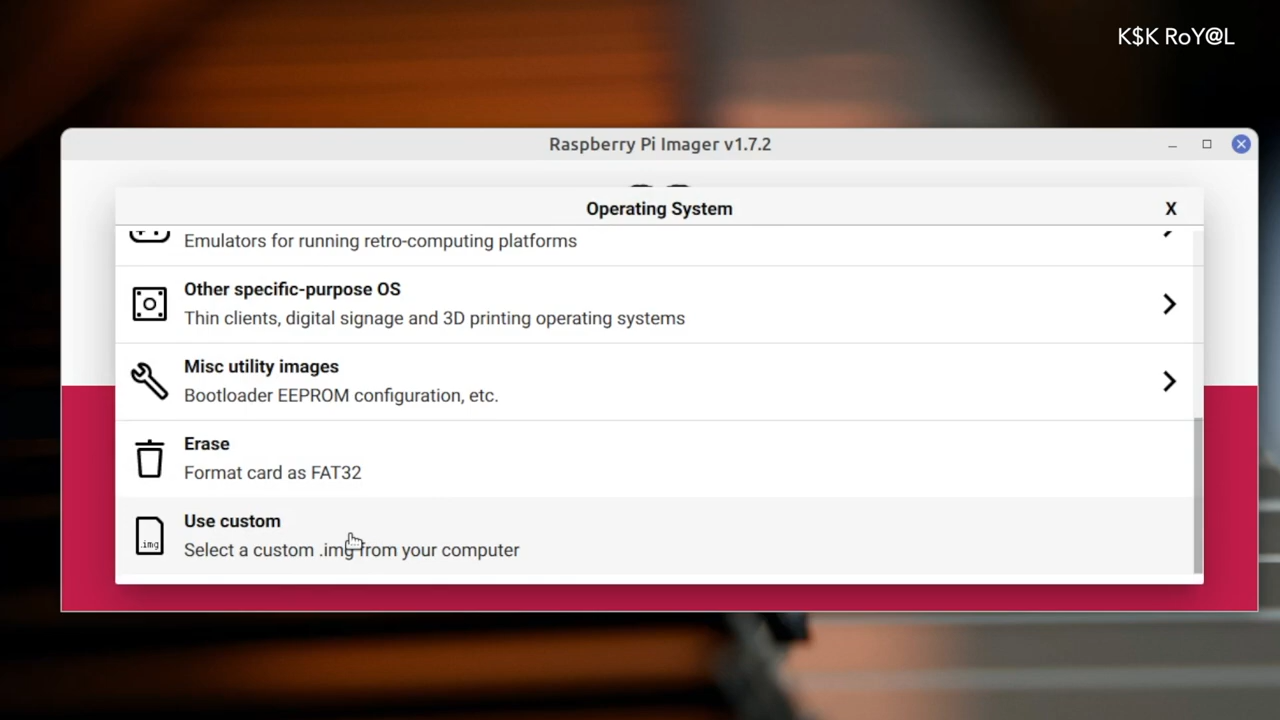 K$K RoY@L
Raspberry Pi Imager v1.7.2
Operating System
X
Emulators for running retro-computing platforms
Other specific-purpose OS
Thin clients, digital signage and 3D printing operating systems
Misc utility images
Bootloader EEPROM configuration, etc.
Erase
Format card as FAT32
Use custom
.img
Select a custom .img from your computer